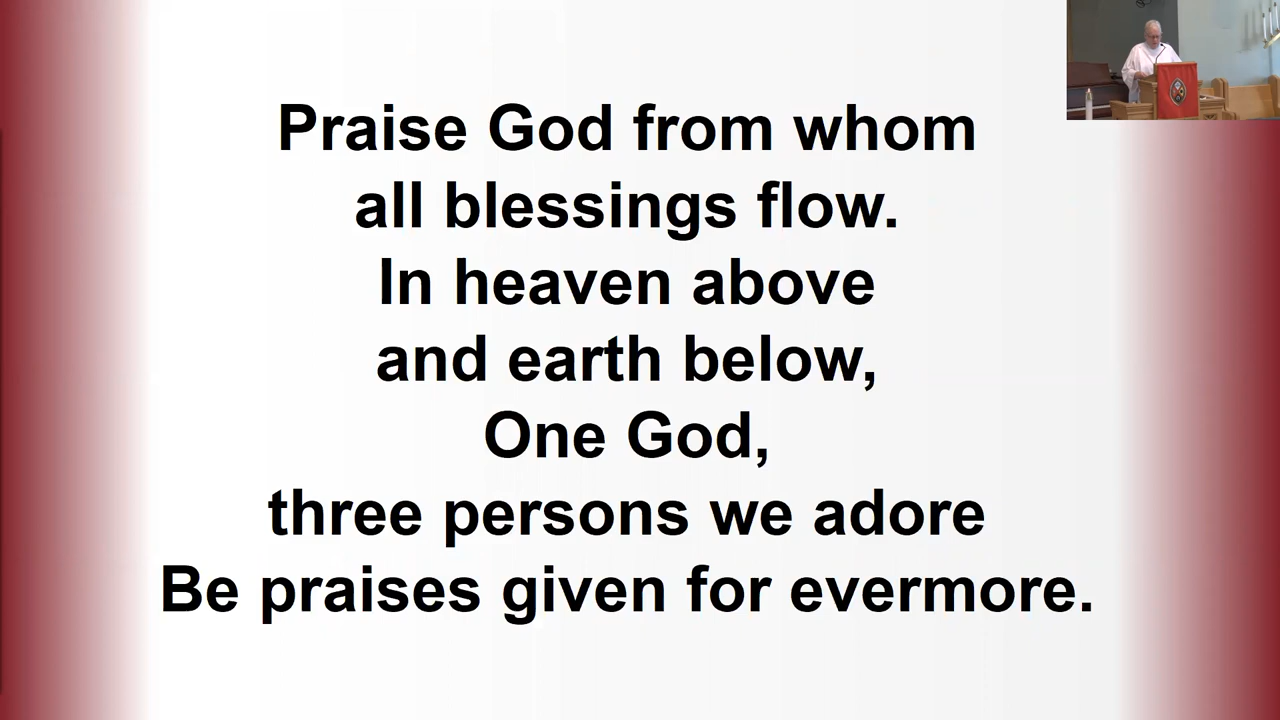 Praise God from whom
all blessings flow.
In heaven above
and earth below,
One God,
three persons we adore
Be praises given for evermore.